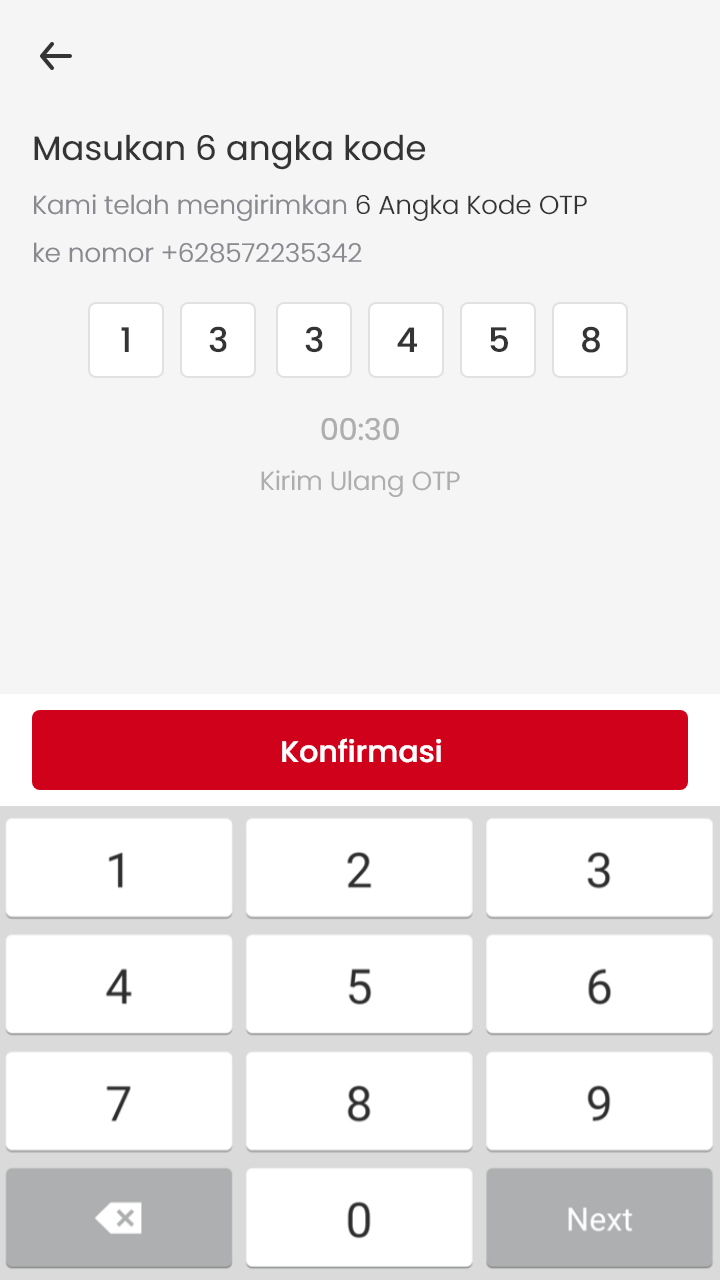 Masukan 6 angka kode
Kami telah mengirimkan 6 Angka Kode OTP
ke nomor +628572235342
1 3 3 4 5 8
00:30
Kirim Ulang OTP
Konfirmasi
1 2 3
4 5 6
7 8 9
0 Next